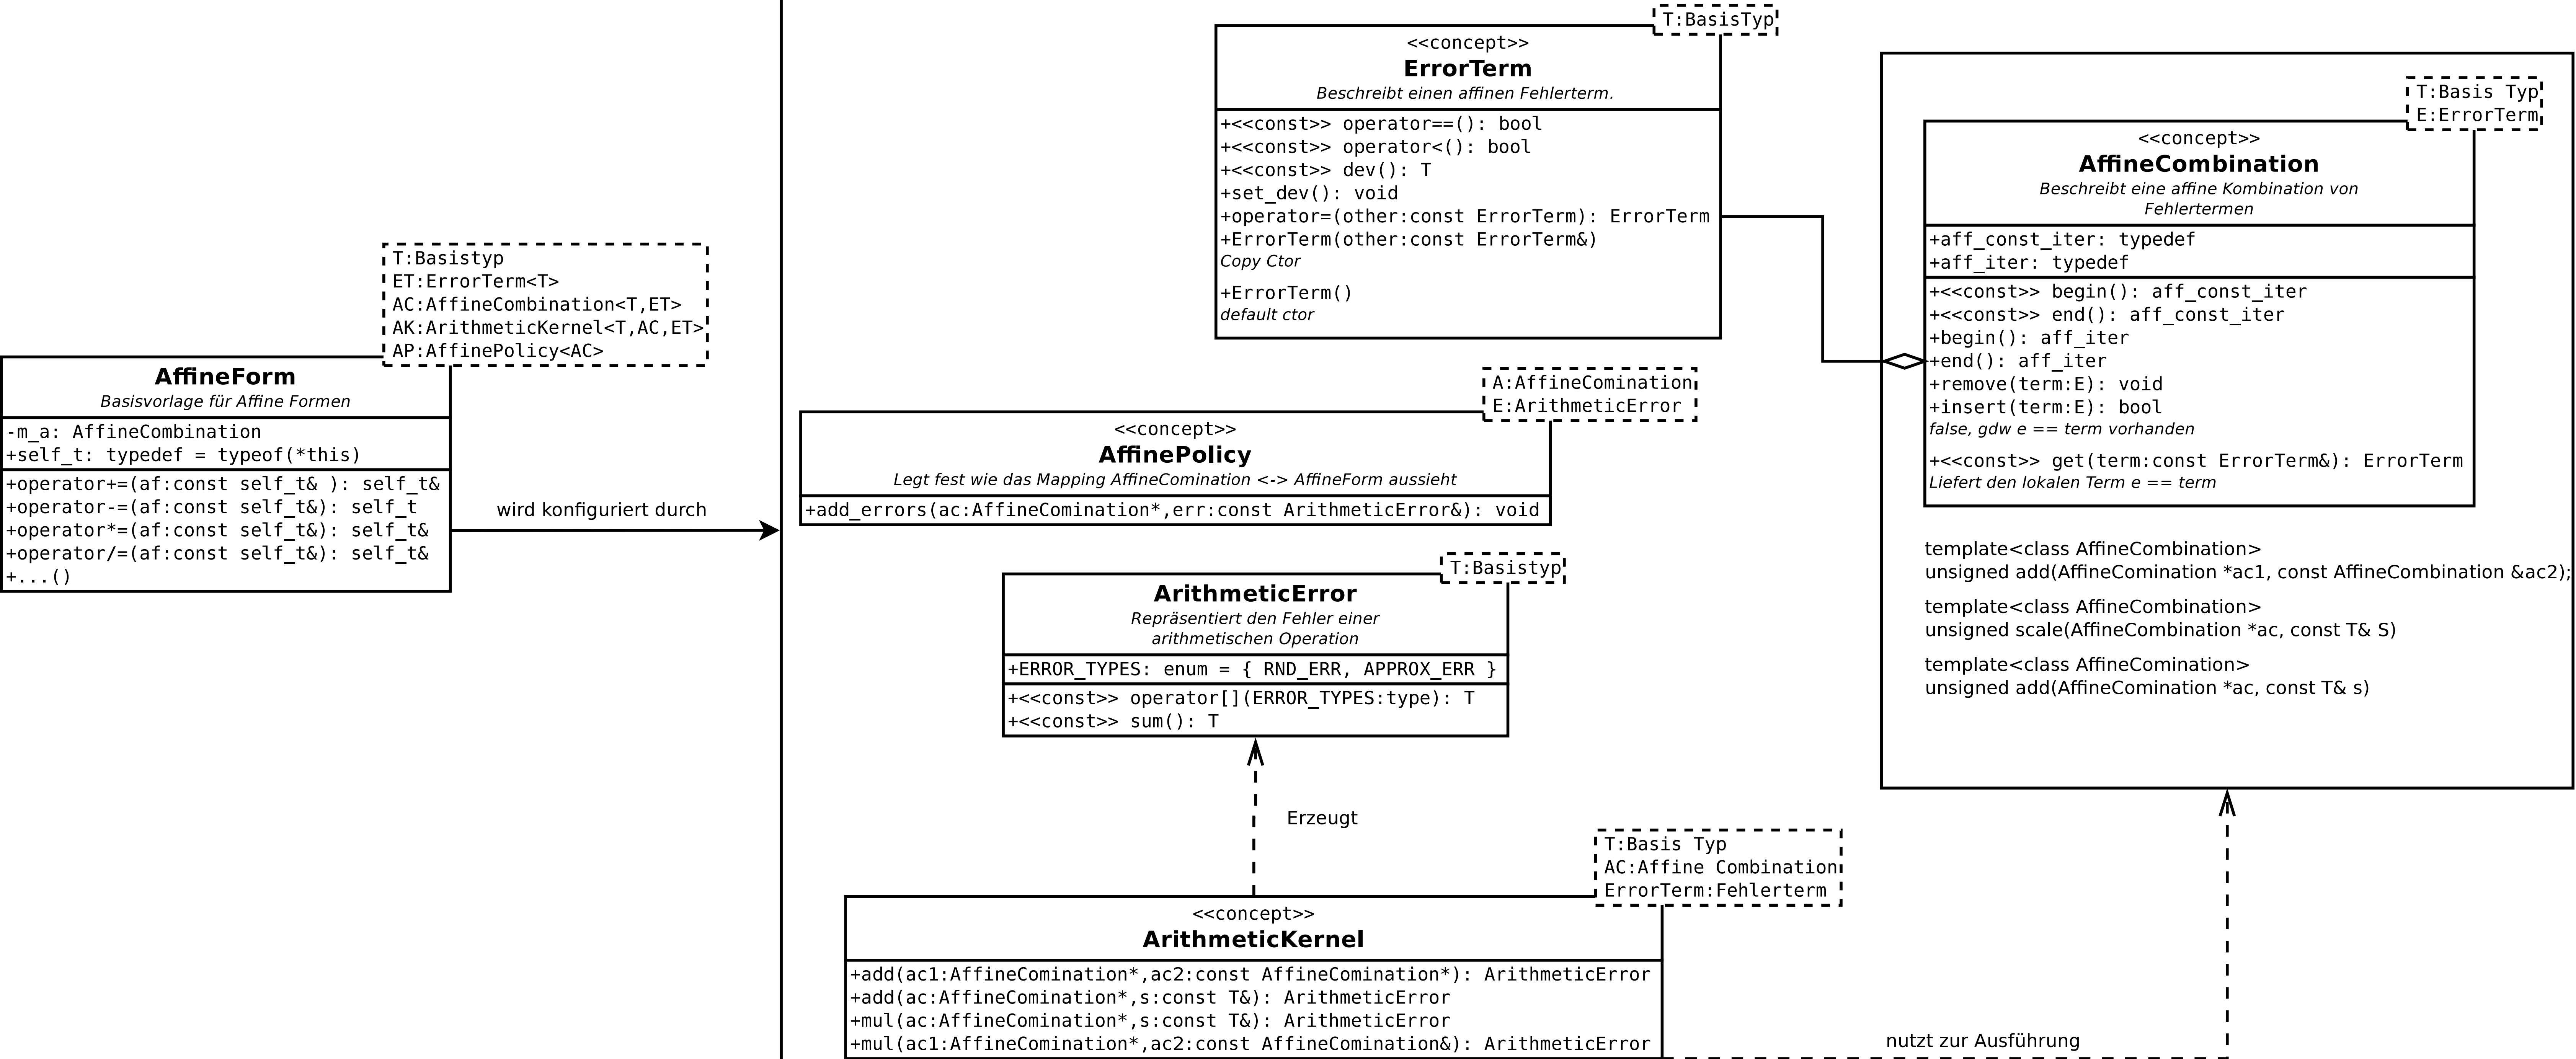 T:Basistyp
ET:ErrorTerm<T>
AC:AffineCombination<T,ET>
AK:ArithmeticKernel<T,AC,ET>
AP:AffinePolicy<AC>
AffineForm
Basisvorlage für Affine Formen
-m_a: AffineCombination
+self_t: typedef = typeof(*this)
+operator+=(af:const self_t& ): self_t&
+operator-=(af:const self_t&): self_t
+operator*=(af:const self_t&): self_t&
+operator/=(af:const self_t&): self_t&
+...()
wird konfiguriert durch
T:BasisTyp
<<concept>>
ErrorTerm
Beschreibt einen affinen Fehlerterm.
+<<const>> operator==(): bool
+<<const>> operator<(): bool
+<<const>> dev(): T
+set_dev(): void
+operator=(other:const ErrorTerm): ErrorTerm
+ErrorTerm(other:const ErrorTerm&)
Copy Ctor
+ErrorTerm()
default ctor
A:AffineComination
E:ArithmeticError
<<concept>>
AffinePolicy
Legt fest wie das Mapping AffineComination <-> AffineForm aussieht
+add_errors(ac:AffineComination*,err:const ArithmeticError&): void
T:Basistyp
ArithmeticError
Repräsentiert den Fehler einer
arithmetischen Operation
+ERROR_TYPES: enum = { RND_ERR, APPROX_ERR }
+<<const>> operator[](ERROR_TYPES:type): T
+<<const>> sum(): T
Erzeugt
T:Basis Typ
AC:Affine Combination
ErrorTerm:Fehlerterm
<<concept>>
ArithmeticKernel
+add(ac1:AffineComination*,ac2:const AffineComination*): ArithmeticError
+add(ac:AffineComination*,s:const T&): ArithmeticError
+mul(ac:AffineComination*,s:const T&): ArithmeticError
+mul(ac1:AffineComination*,ac2:const AffineComination&): ArithmeticError
nutzt zur Ausführung
T:Basis Typ
E:ErrorTerm
<<concept>>
AffineCombination
Beschreibt eine affine Kombination von
Fehlertermen
+aff_const_iter: typedef
+aff_iter: typedef
+<<const>> begin(): aff_const_iter
+<<const>> end(): aff_const_iter
+begin(): aff_iter
+end(): aff_iter
+remove(term:E): void
+insert(term:E): bool
false, gdw e == term vorhanden
+<<const>> get(term:const ErrorTerm&): ErrorTerm
Liefert den lokalen Term e == term
template<class AffineCombination>
unsigned add(AffineComination *ac1, const AffineCombination &ac2);
template<class AffineCombination>
unsigned scale(AffineCombination *ac, const T& S)
template<class AffineComination>
unsigned add(AffineComination *ac, const T& s)